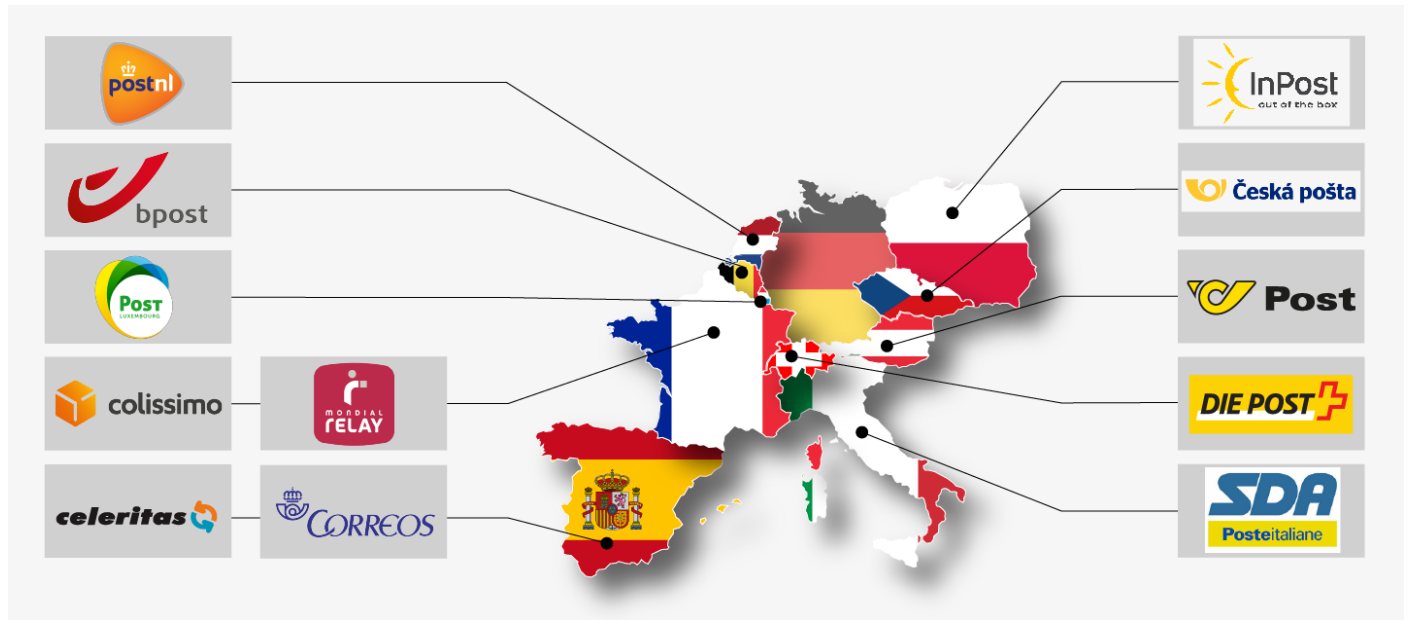 postnl
bpost
POST
LUXEMBOURG
colissimo
MONDIAL
rELAY
celeritas
CORREOS
InPost
out of the box
Česká pošta
Post
DIE POST
SDA
Posteitaliane